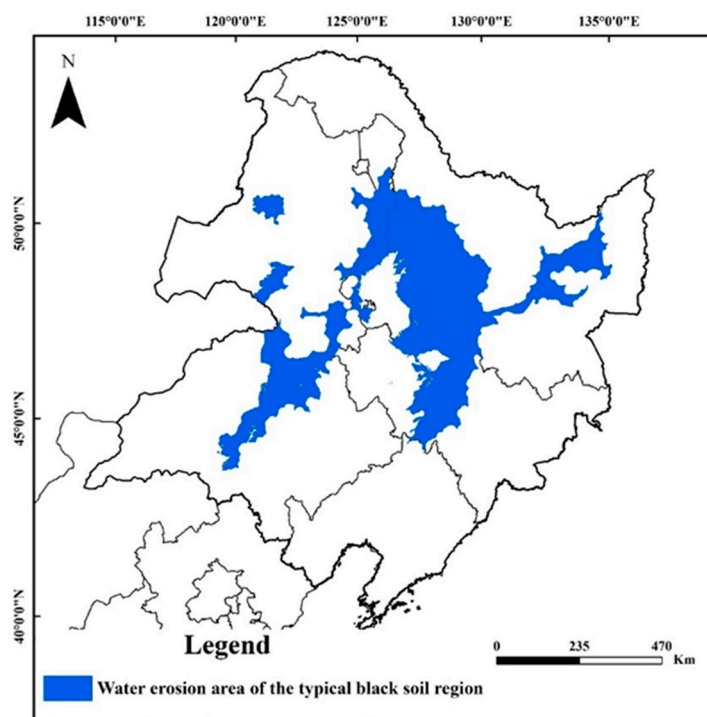 115°0'0"E 120°0'0"E 125°0'0"E 130°0'0"E 135°0'0"E
N
50°0'0"N
45°0'0"N
40°0'0"N
Legend
0 235 470
Km
Water erosion area of the typical black soil region